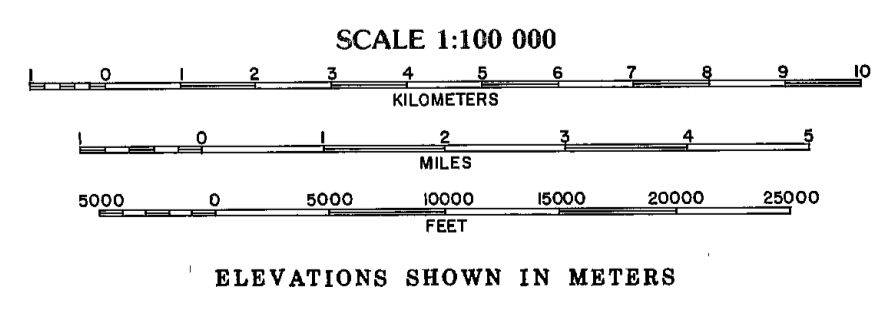 SCALE 1:100 000
1 0 1 2 3 4 5 6 7 8 9 10
KILOMETERS
1 0 1 2 3 4 5
MILES
5000 0 5000 10000 15000 20000 25000
FEET
ELEVATIONS SHOWN IN METERS